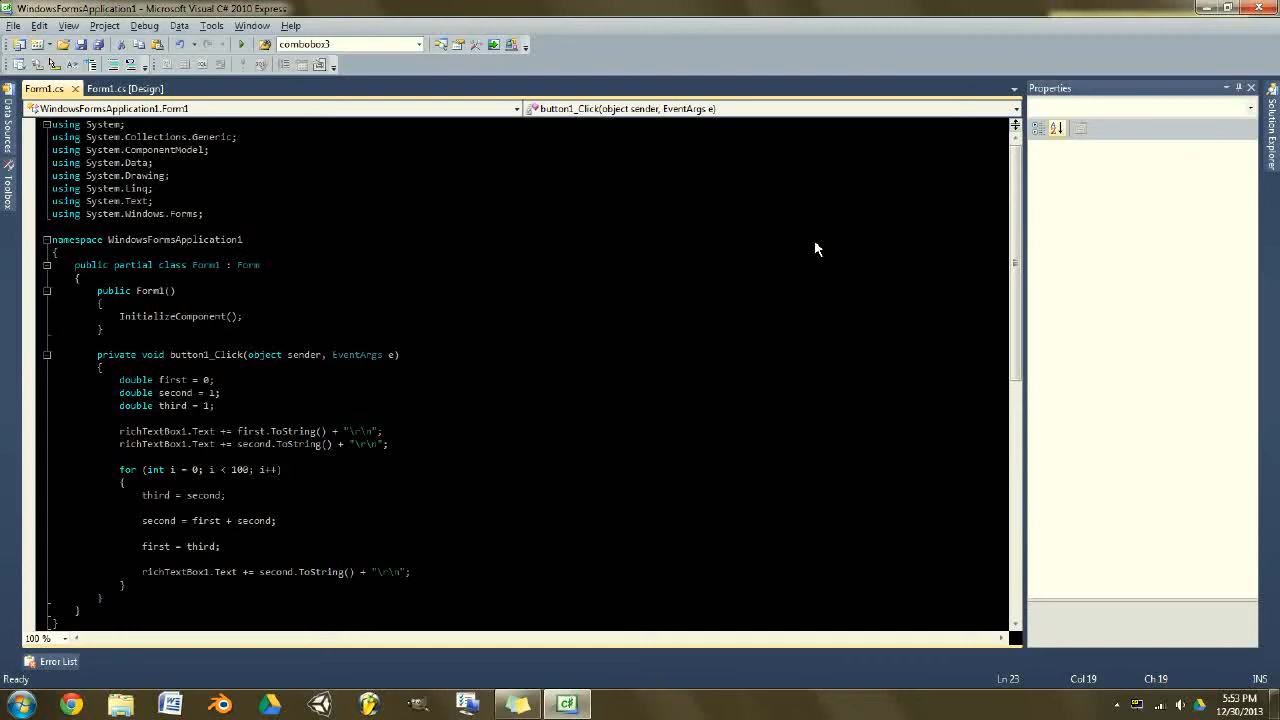 WindowsFormsApplication1 - Microsoft Visual C# 2010 Express
File Edit View Project Debug Data Tools Window Help
combobox3
Form1.cs Form1.cs [Design]
WindowsFormsApplication1.Form1 button1_Click(object sender, EventArgs e)
using System;
using System.Collections.Generic;
using System.ComponentModel;
using System.Data;
using System.Drawing;
using System.Linq;
using System.Text;
using System.Windows.Forms;
namespace WindowsFormsApplication1
{
public partial class Form1 : Form
{
public Form1()
{
InitializeComponent();
}
private void button1_Click(object sender, EventArgs e)
{
double first = 0;
double second = 1;
double third = 1;
richTextBox1.Text += first.ToString() + "\r\n";
richTextBox1.Text += second.ToString() + "\r\n";
for (int i = 0; i < 100; i++)
{
third = second;
second = first + second;
first = third;
richTextBox1.Text += second.ToString() + "\r\n";
}
}
}
}
100 %
Properties
Data Sources
Toolbox
Solution Explorer
Error List
Ready Ln 23 Col 19 Ch 19 INS
5:53 PM
12/30/2013